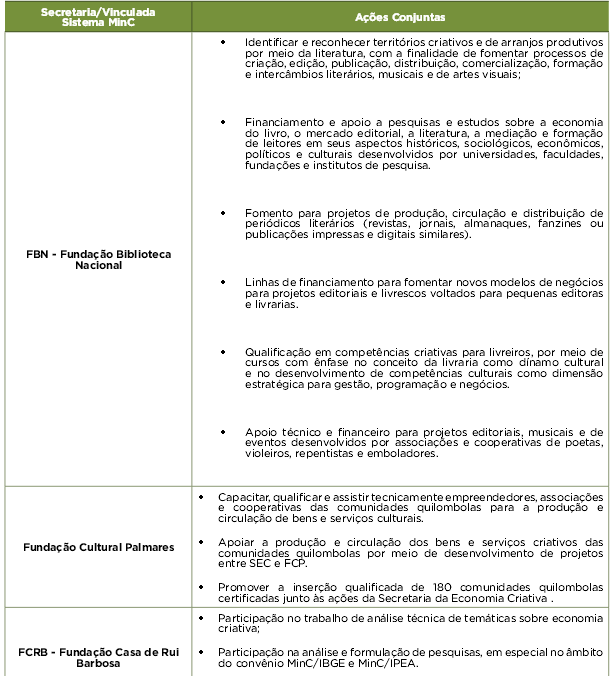 Secretaria/Vinculada
Sistema MinC
Ações Conjuntas
FBN - Fundação Biblioteca
Nacional
• Identificar e reconhecer territórios criativos e de arranjos produtivos
por meio da literatura, com a finalidade de fomentar processos de
criação, edição, publicação, distribuição, comercialização, formação
e intercâmbios literários, musicais e de artes visuais;
• Financiamento e apoio a pesquisas e estudos sobre a economia
do livro, o mercado editorial, a literatura, a mediação e formação
de leitores em seus aspectos históricos, sociológicos, econômicos,
políticos e culturais desenvolvidos por universidades, faculdades,
fundações e institutos de pesquisa.
• Fomento para projetos de produção, circulação e distribuição de
periódicos literários (revistas, jornais, almanaques, fanzines ou
publicações impressas e digitais similares).
• Linhas de financiamento para fomentar novos modelos de negócios
para projetos editoriais e livrescos voltados para pequenas editoras
e livrarias.
• Qualificação em competências criativas para livreiros, por meio de
cursos com ênfase no conceito da livraria como dínamo cultural
e no desenvolvimento de competências culturais como dimensão
estratégica para gestão, programação e negócios.
• Apoio técnico e financeiro para projetos editoriais, musicais e de
eventos desenvolvidos por associações e cooperativas de poetas,
violeiros, repentistas e emboladores.
Fundação Cultural Palmares
• Capacitar, qualificar e assistir tecnicamente empreendedores, associações
e cooperativas das comunidades quilombolas para a produção e
circulação de bens e serviços culturais.
• Apoiar a produção e circulação dos bens e serviços criativos das
comunidades quilombolas por meio de desenvolvimento de projetos
entre SEC e FCP.
• Promover a inserção qualificada de 180 comunidades quilombolas
certificadas junto às ações da Secretaria da Economia Criativa .
FCRB - Fundação Casa de Rui
Barbosa
• Participação no trabalho de análise técnica de temáticas sobre economia
criativa;
• Participação na análise e formulação de pesquisas, em especial no âmbito
do convênio MinC/IBGE e MinC/IPEA.